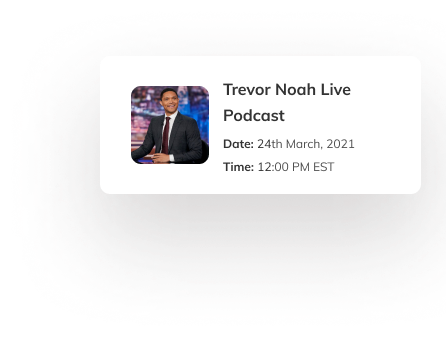 Trevor Noah Live
Podcast
Date: 24th March, 2021
Time: 12:00 PM EST